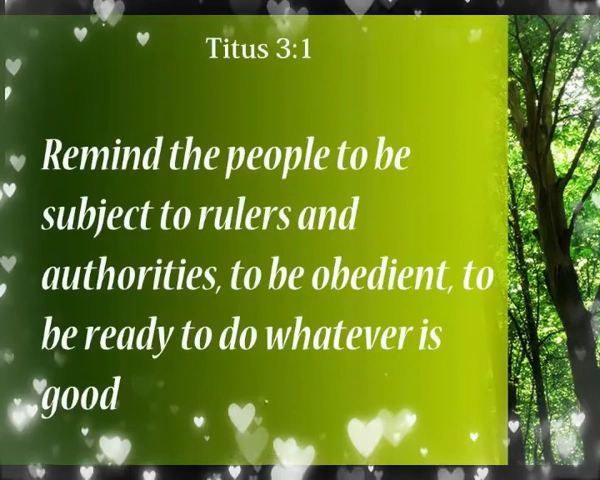 Titus 3:1
Remind the people to be
subject to rulers and
authorities, to be obedient, to
be ready to do whatever is
good